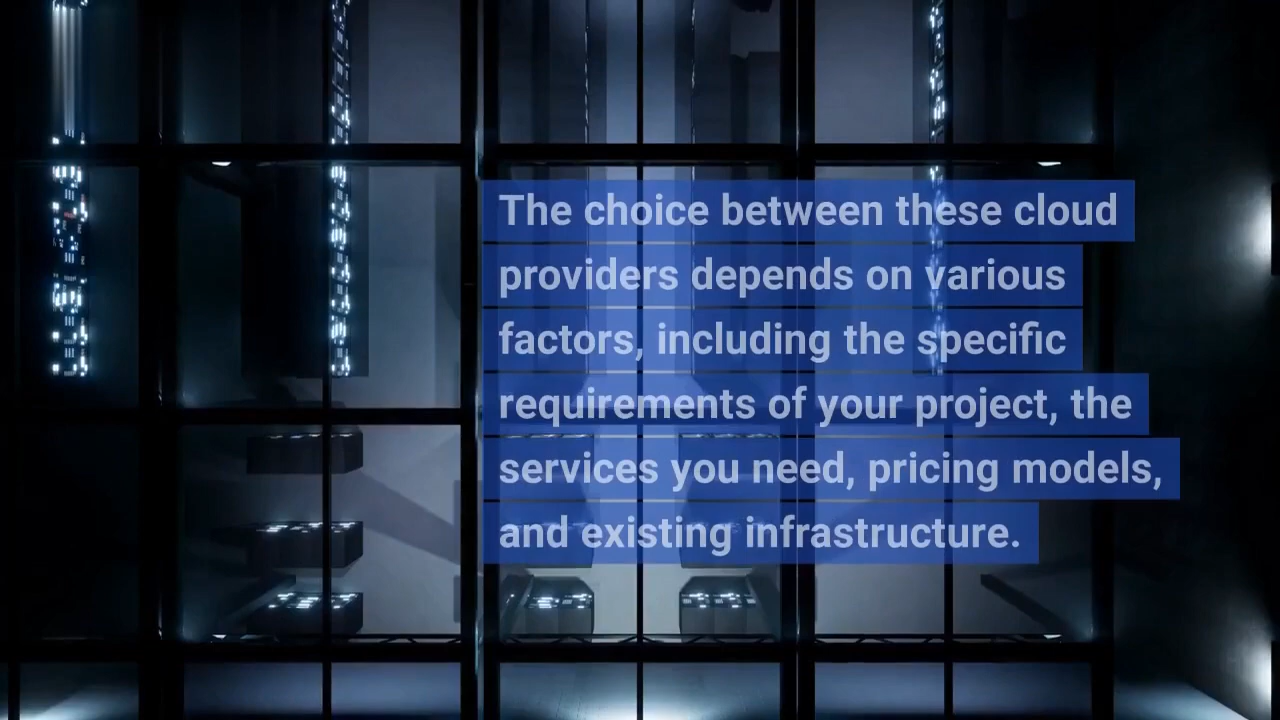 The choice between these cloud
providers depends on various
factors, including the specific
requirements of your project, the
services you need, pricing models,
and existing infrastructure.